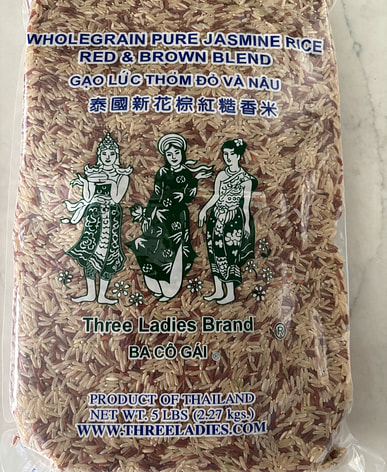 WHOLEGRAIN PURE JASMINE RICE
RED & BROWN BLEND
GẠO LỨC THƠM ĐỎ VÀ NÂU
泰國新花棕紅糙香米
Three Ladies Brand ®
BA CÔ GÁI ®
PRODUCT OF THAILAND
NET WT. 5 LBS (2.27 kgs.)
WWW.THREELADIES.COM